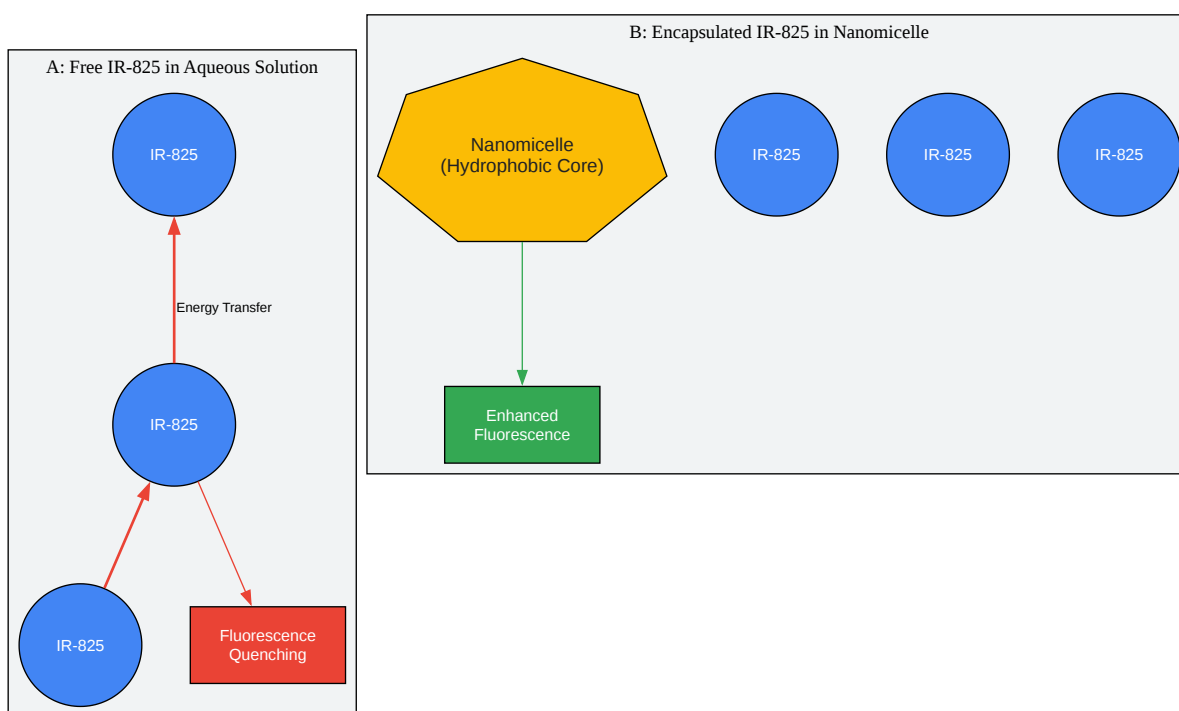 A: Free IR-825 in Aqueous Solution
IR-825
Energy Transfer
IR-825
IR-825
Fluorescence
Quenching
B: Encapsulated IR-825 in Nanomicelle
Nanomicelle
(Hydrophobic Core)
IR-825
IR-825
IR-825
Enhanced
Fluorescence